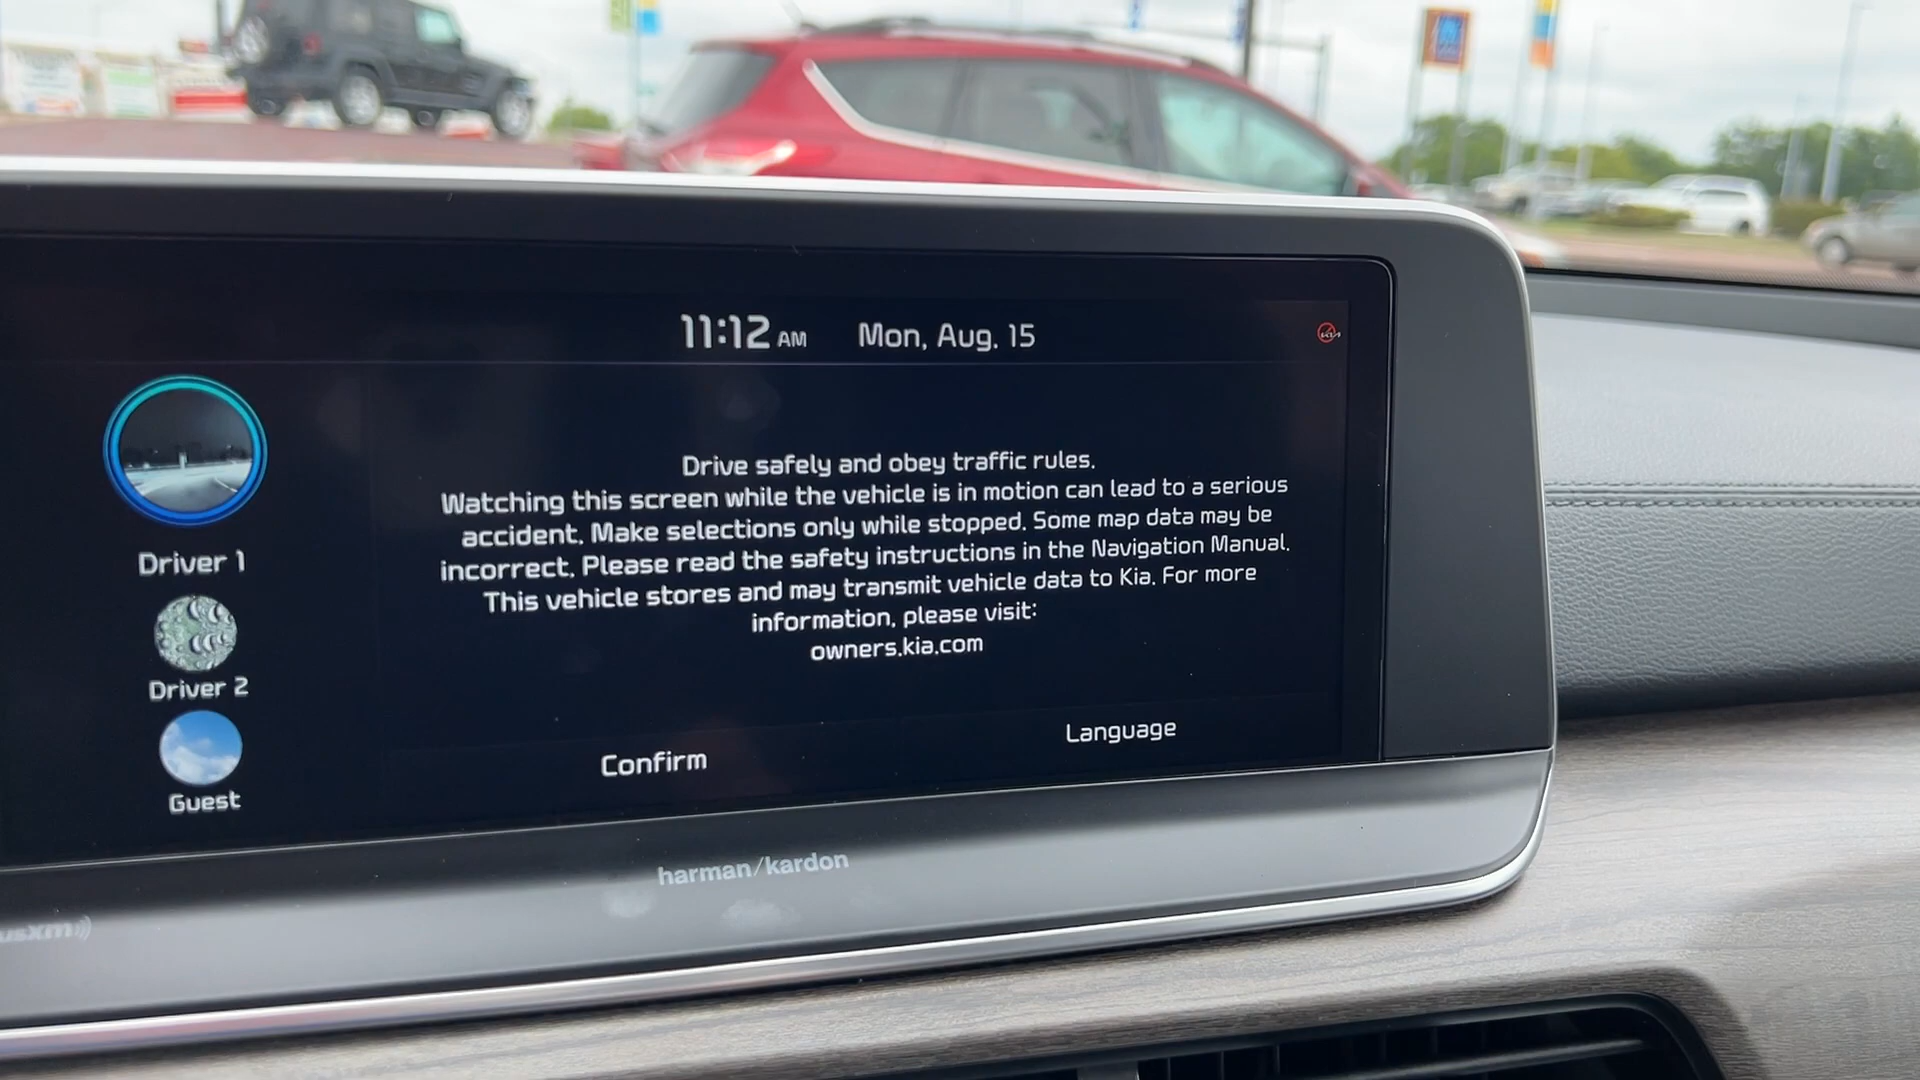 11:12 AM Mon, Aug. 15
Drive safely and obey traffic rules.
Watching this screen while the vehicle is in motion can lead to a serious
accident. Make selections only while stopped. Some map data may be
incorrect. Please read the safety instructions in the Navigation Manual.
This vehicle stores and may transmit vehicle data to Kia. For more
information, please visit:
owners.kia.com
Driver 1
Driver 2
Guest
Confirm
Language
harman/kardon